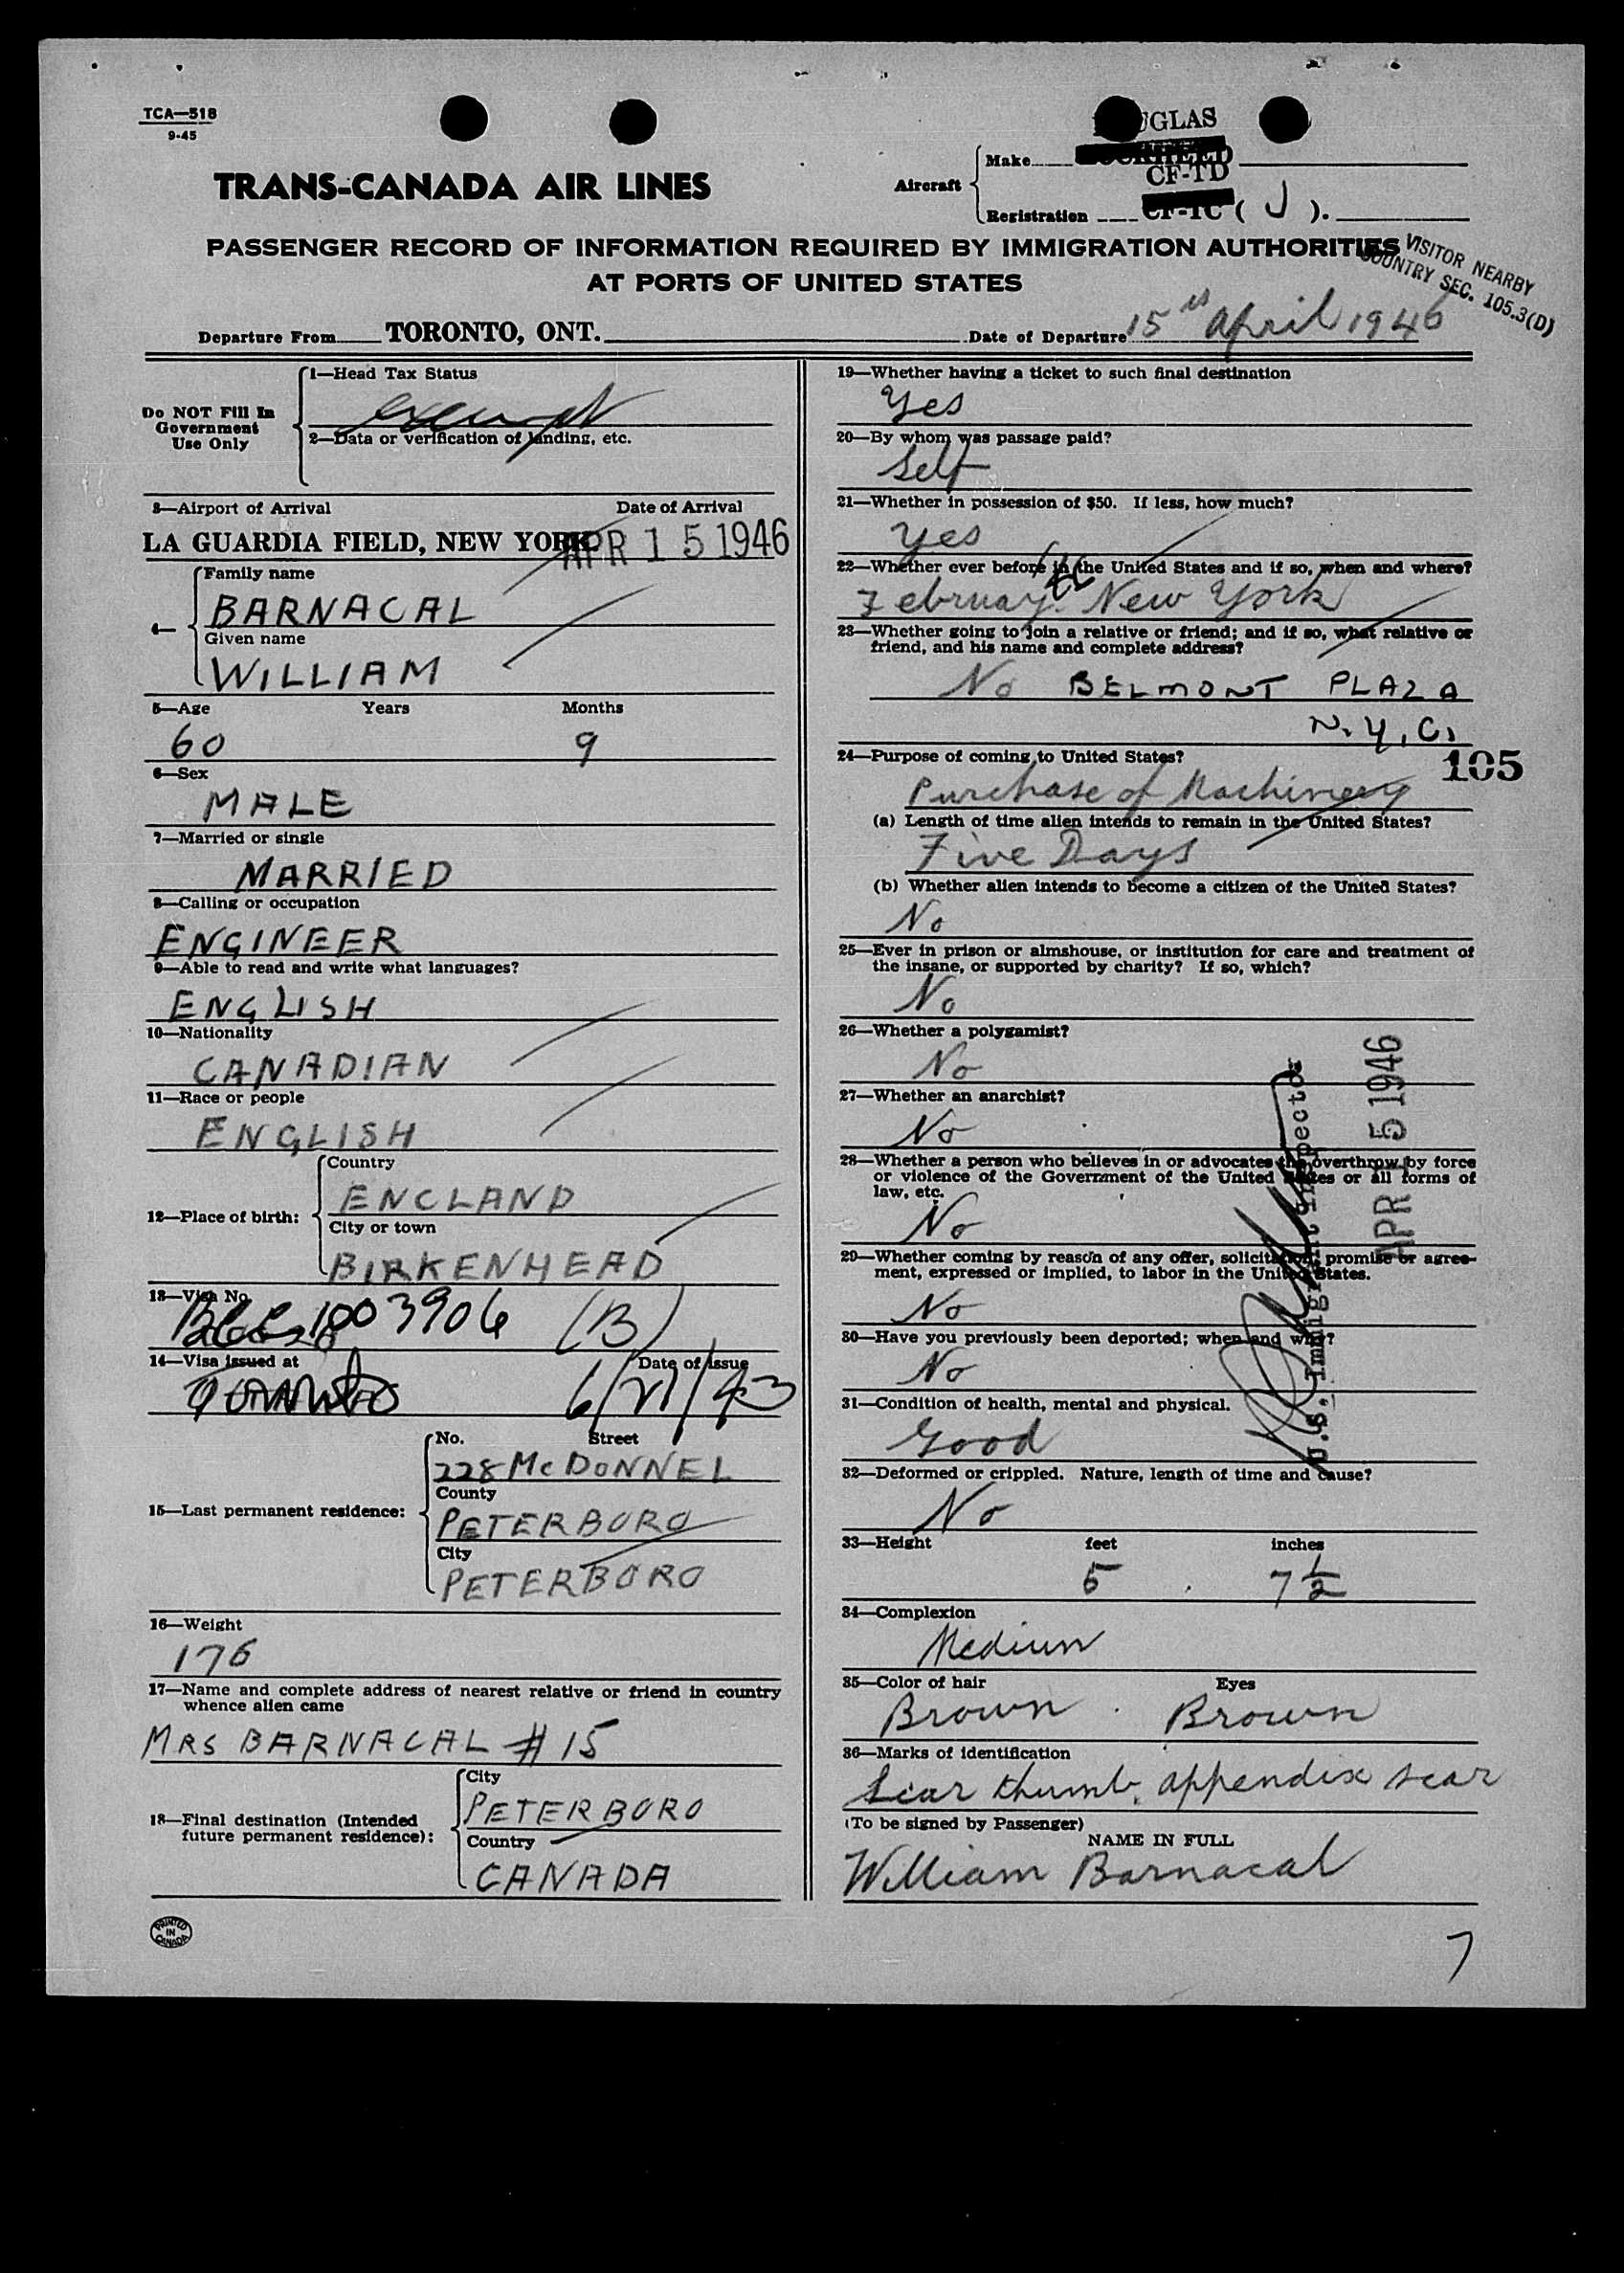 TCA—518
9-45
TRANS-CANADA AIR LINES
UGLAS
Aircraft
Make
LOCKHEED
CF-TD
Registration CF-TC ( J ).
PASSENGER RECORD OF INFORMATION REQUIRED BY IMMIGRATION AUTHORITIES
AT PORTS OF UNITED STATES
VISITOR NEARBY
COUNTRY SEC. 105.3(D)
Departure From TORONTO, ONT. Date of Departure 15th April 1946
Do NOT Fill In
Government
Use Only
1—Head Tax Status
exempt
2—Data or verification of landing, etc.
3—Airport of Arrival Date of Arrival
LA GUARDIA FIELD, NEW YORK APR 15 1946
4—
Family name
BARNACAL
Given name
WILLIAM
5—Age Years Months
60 9
6—Sex
MALE
7—Married or single
MARRIED
8—Calling or occupation
ENGINEER
9—Able to read and write what languages?
ENGLISH
10—Nationality
CANADIAN
11—Race or people
ENGLISH
12—Place of birth:
Country
ENCLAND
City or town
BIRKENHEAD
13—Visa No.
1003906 (B)
14—Visa issued at Date of issue
Toronto 6/21/43
15—Last permanent residence:
No. Street
228 McDONNEL
County
PETERBORO
City
PETERBORO
16—Weight
176
17—Name and complete address of nearest relative or friend in country
whence alien came
MRS BARNACAL # 15
18—Final destination (Intended
future permanent residence):
City
PETERBORO
Country
CANADA
PRINTED
IN
CANADA
19—Whether having a ticket to such final destination
Yes
20—By whom was passage paid?
Self
21—Whether in possession of $50. If less, how much?
Yes
22—Whether ever before in the United States and if so, when and where?
February /46 New York
23—Whether going to join a relative or friend; and if so, what relative or
friend, and his name and complete address?
No BELMONT PLAZA
N.Y.C.
24—Purpose of coming to United States?
105
Purchase of Machinery
(a) Length of time alien intends to remain in the United States?
Five Days
(b) Whether alien intends to become a citizen of the United States?
No
25—Ever in prison or almshouse, or institution for care and treatment of
the insane, or supported by charity? If so, which?
No
26—Whether a polygamist?
No
27—Whether an anarchist?
No
28—Whether a person who believes in or advocates the overthrow by force
or violence of the Government of the United States or all forms of
law, etc.
No
29—Whether coming by reason of any offer, solicitation, promise or agree-
ment, expressed or implied, to labor in the United States.
No
30—Have you previously been deported; when and why?
No
31—Condition of health, mental and physical.
Good
32—Deformed or crippled. Nature, length of time and cause?
No
33—Height feet inches
5 7 1/2
34—Complexion
Medium
35—Color of hair Eyes
Brown Brown
36—Marks of identification
Scar thumb, appendix scar
(To be signed by Passenger)
NAME IN FULL
William Barnacal
U.S. Immigrant Inspector
APR 15 1946
7